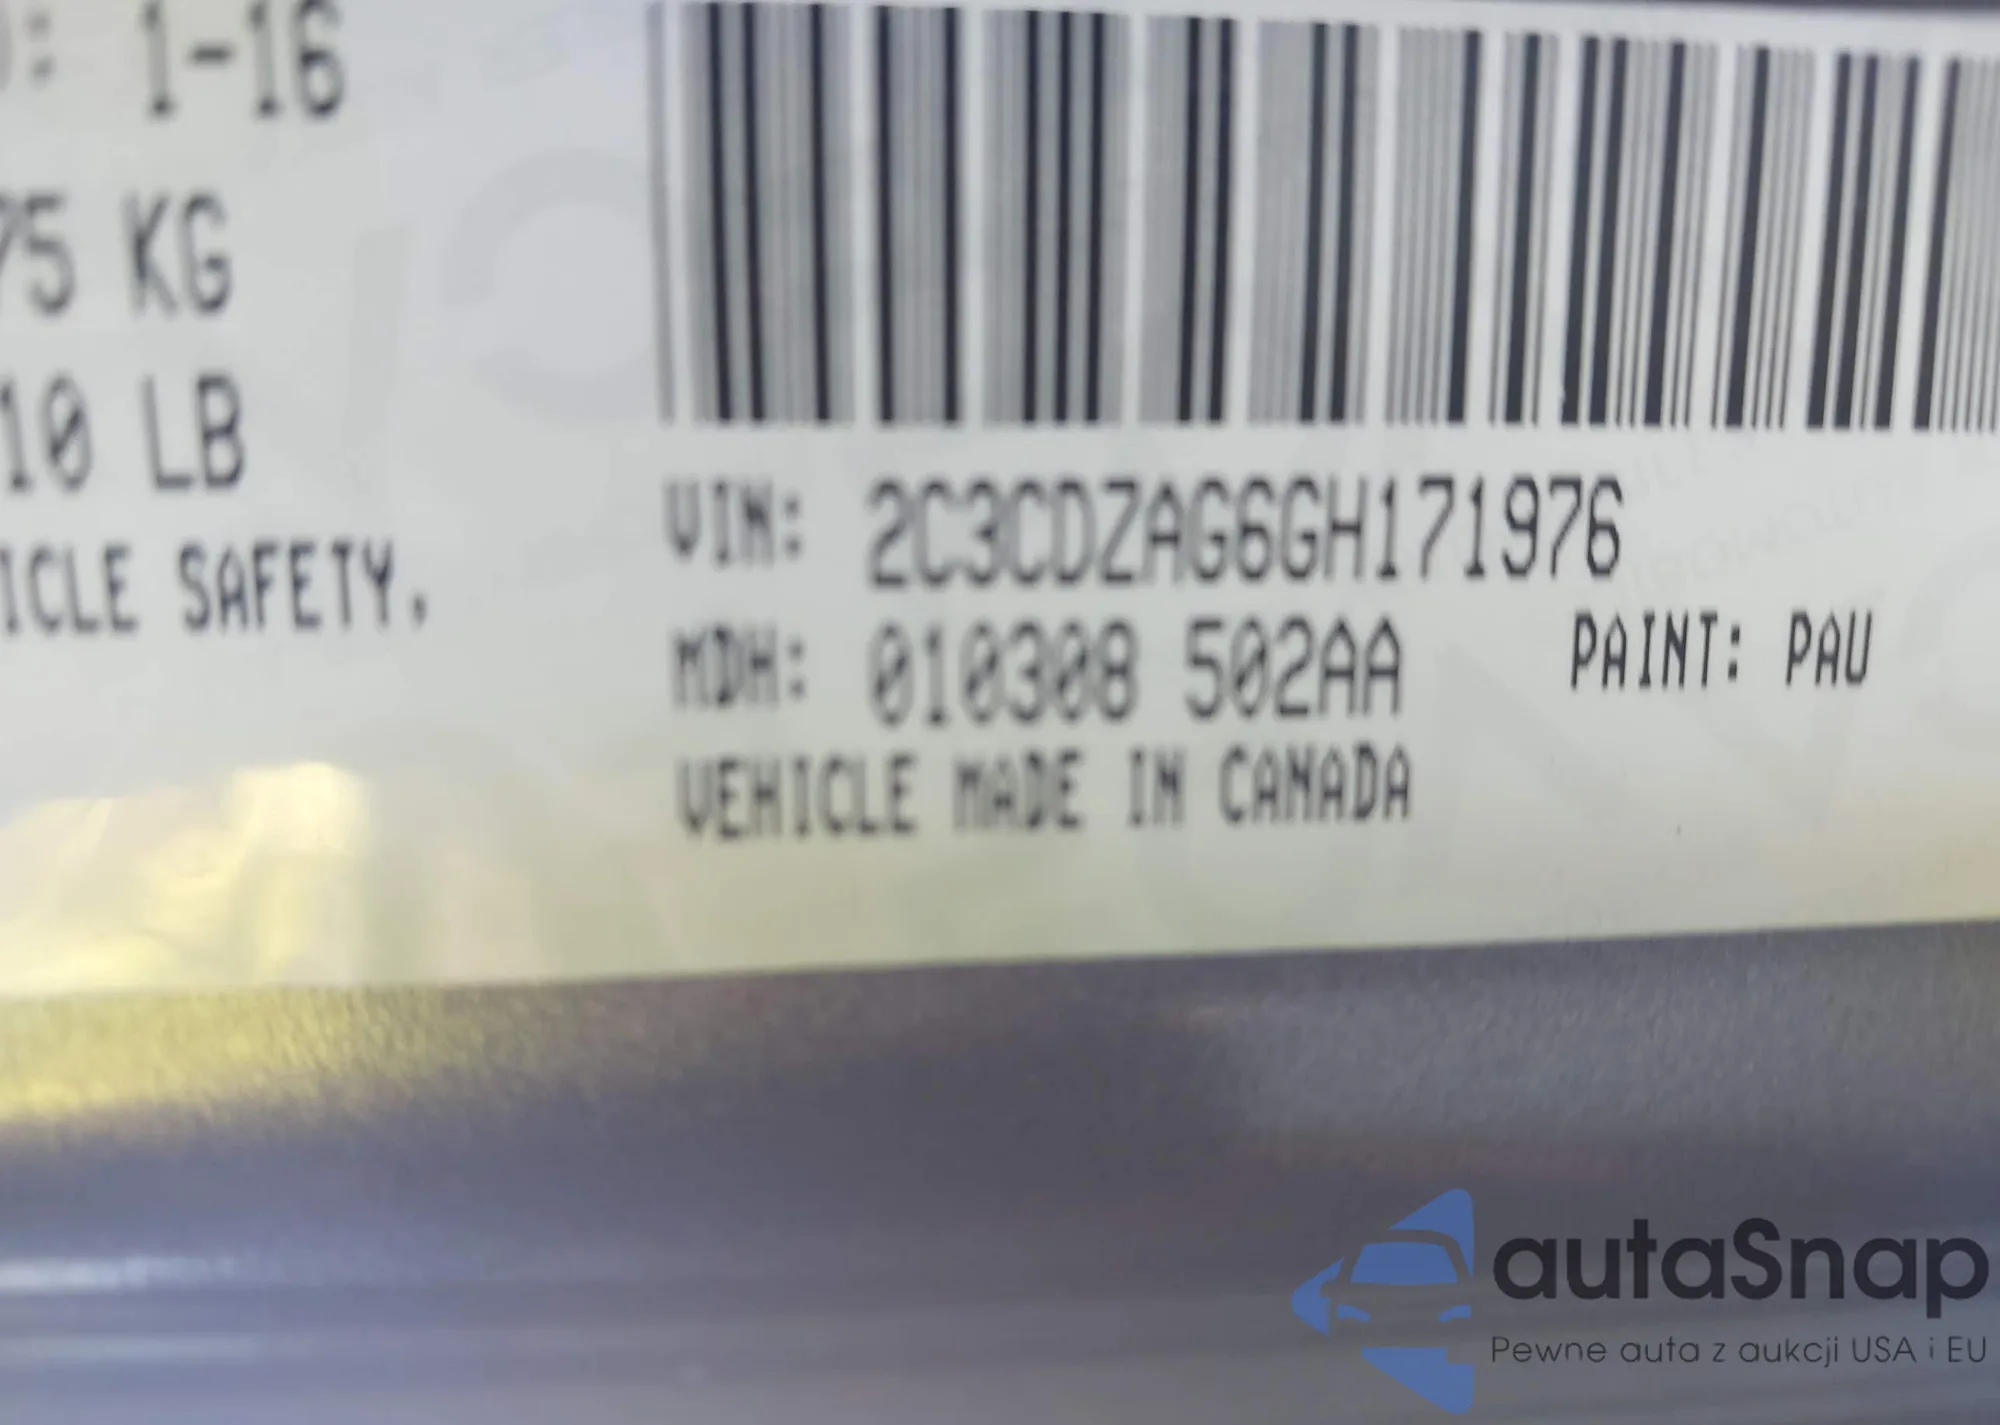 : 1-16
75 KG
10 LB
ICLE SAFETY,
VIN: 2C3CDZAG6GH171976
MDH: 010308 502AA PAINT: PAU
VEHICLE MADE IN CANADA
autaSnap
Pewne auta z aukcji USA i EU